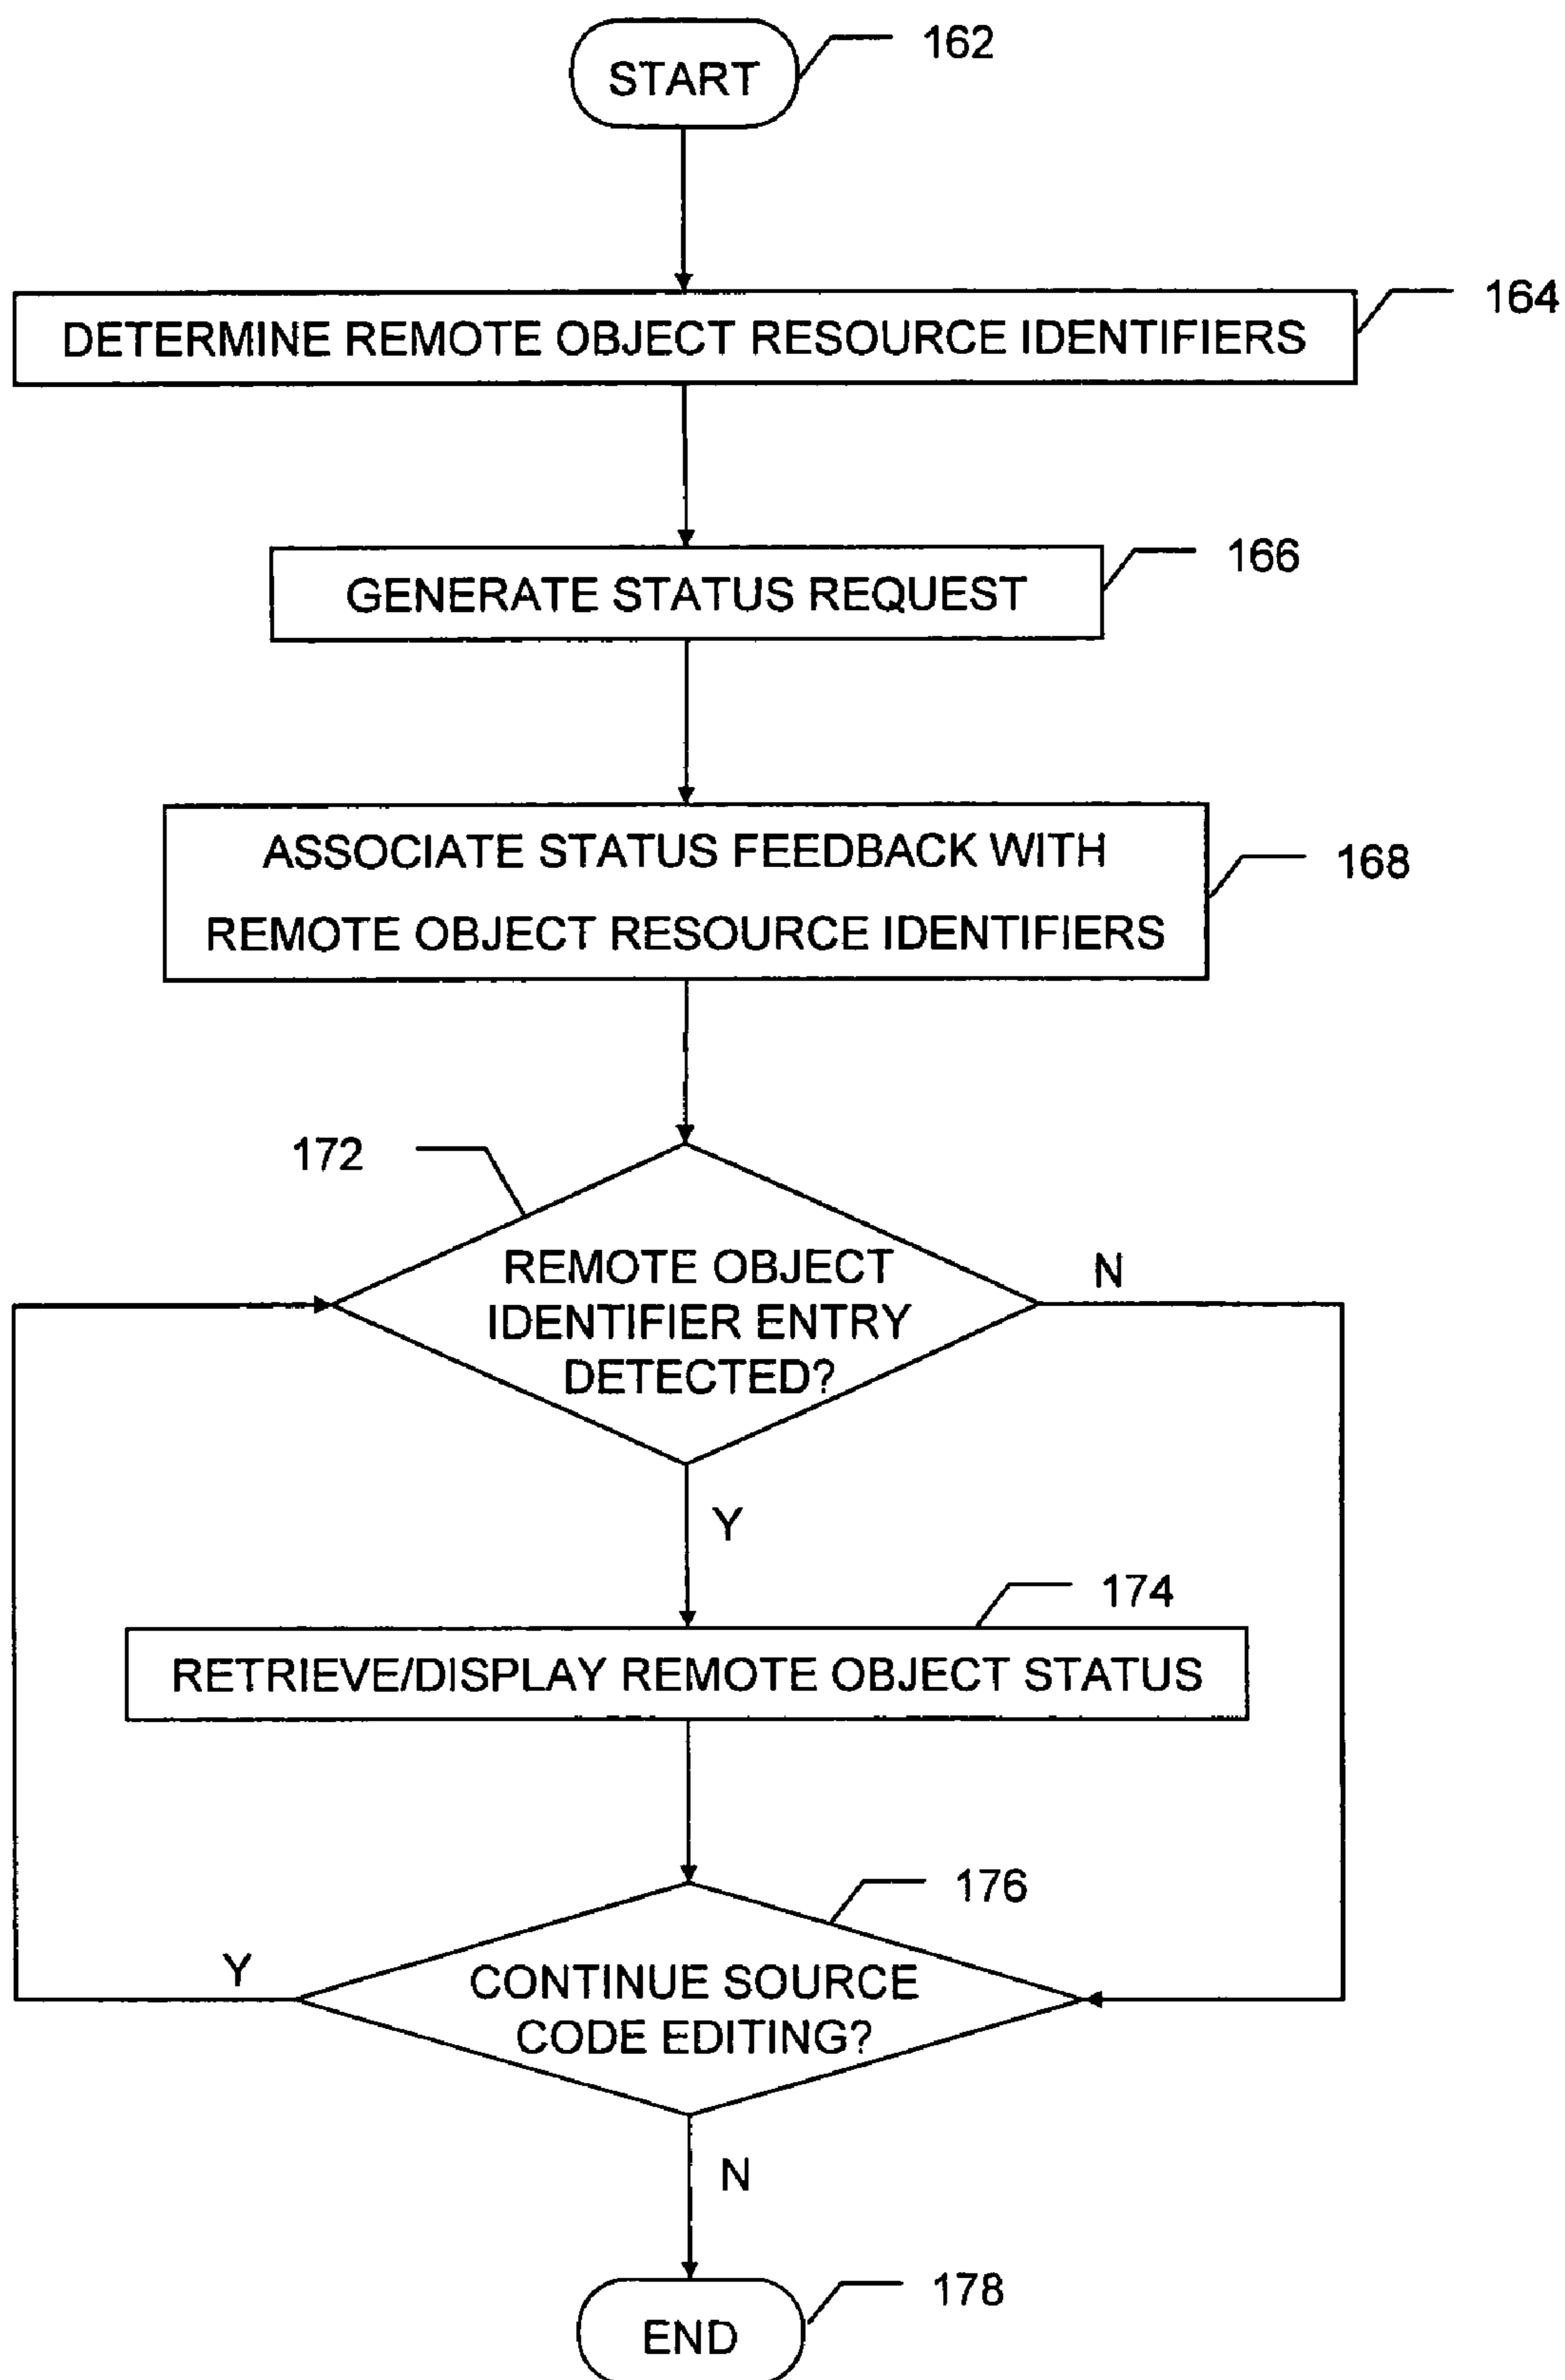 START
162
DETERMINE REMOTE OBJECT RESOURCE IDENTIFIERS
164
GENERATE STATUS REQUEST
166
ASSOCIATE STATUS FEEDBACK WITH
REMOTE OBJECT RESOURCE IDENTIFIERS
168
172
REMOTE OBJECT
IDENTIFIER ENTRY
DETECTED?
N
Y
174
RETRIEVE/DISPLAY REMOTE OBJECT STATUS
176
Y
CONTINUE SOURCE
CODE EDITING?
N
178
END